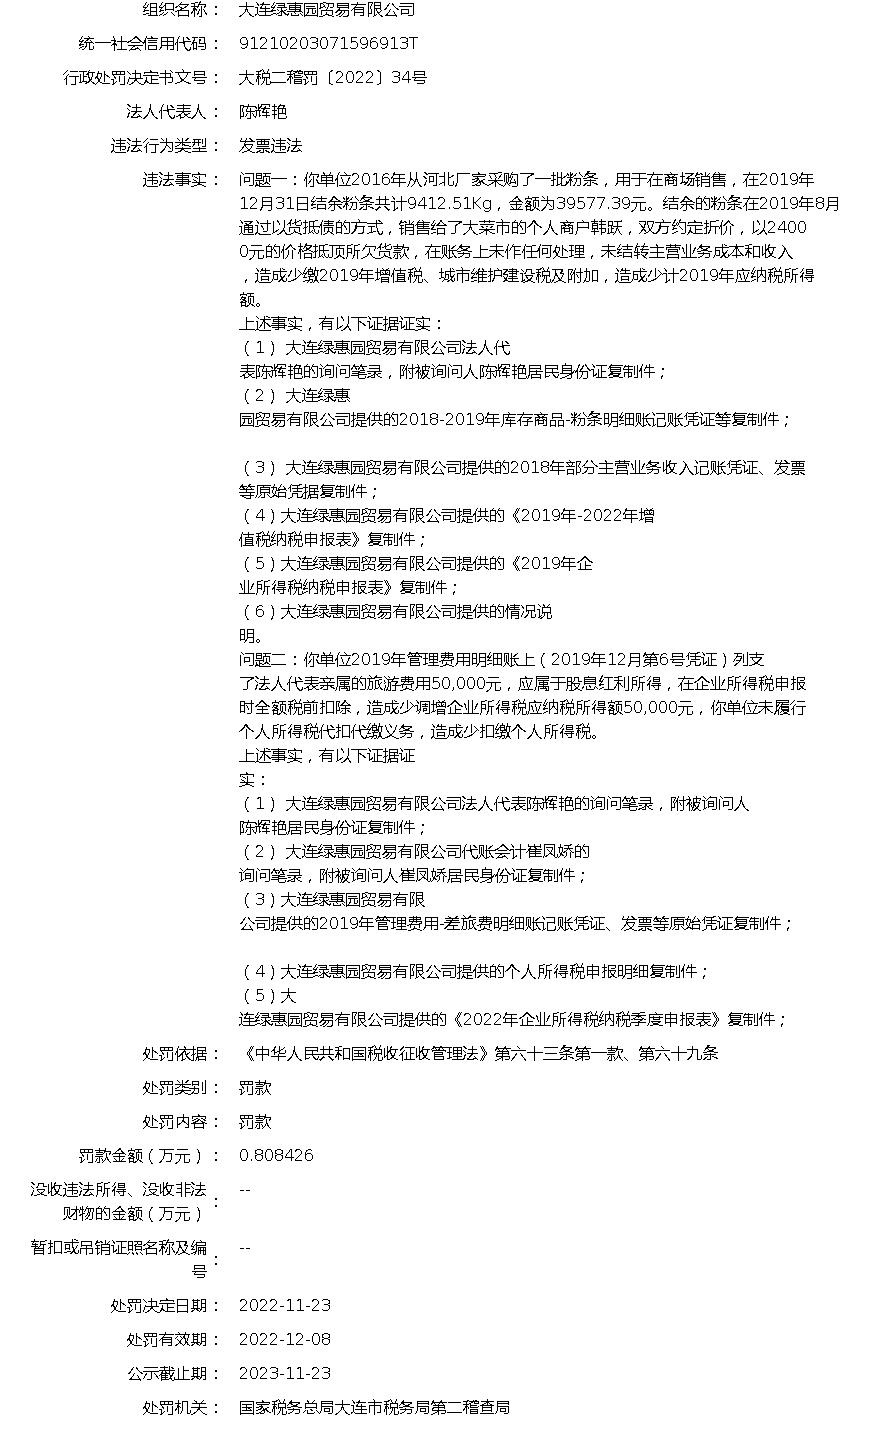 组织名称： 大连绿惠园贸易有限公司
统一社会信用代码： 91210203071596913T
行政处罚决定书文号： 大税二稽罚〔2022〕34号
法人代表人： 陈辉艳
违法行为类型： 发票违法
违法事实： 问题一：你单位2016年从河北厂家采购了一批粉条，用于在商场销售，在2019年
12月31日结余粉条共计9412.51Kg，金额为39577.39元。结余的粉条在2019年8月
通过以货抵债的方式，销售给了大菜市的个人商户韩跃，双方约定折价，以2400
0元的价格抵顶所欠货款，在账务上未作任何处理，未结转主营业务成本和收入
，造成少缴2019年增值税、城市维护建设税及附加，造成少计2019年应纳税所得
额。
上述事实，有以下证据证实：
（1） 大连绿惠园贸易有限公司法人代
表陈辉艳的询问笔录，附被询问人陈辉艳居民身份证复制件；
（2） 大连绿惠
园贸易有限公司提供的2018-2019年库存商品-粉条明细账记账凭证等复制件；
（3） 大连绿惠园贸易有限公司提供的2018年部分主营业务收入记账凭证、发票
等原始凭据复制件；
（4）大连绿惠园贸易有限公司提供的《2019年-2022年增
值税纳税申报表》复制件；
（5）大连绿惠园贸易有限公司提供的《2019年企
业所得税纳税申报表》复制件；
（6）大连绿惠园贸易有限公司提供的情况说
明。
问题二：你单位2019年管理费用明细账上（2019年12月第6号凭证）列支
了法人代表亲属的旅游费用50,000元，应属于股息红利所得，在企业所得税申报
时全额税前扣除，造成少调增企业所得税应纳税所得额50,000元，你单位未履行
个人所得税代扣代缴义务，造成少扣缴个人所得税。
上述事实，有以下证据证
实：
（1） 大连绿惠园贸易有限公司法人代表陈辉艳的询问笔录，附被询问人
陈辉艳居民身份证复制件；
（2） 大连绿惠园贸易有限公司代账会计崔凤娇的
询问笔录，附被询问人崔凤娇居民身份证复制件；
（3）大连绿惠园贸易有限
公司提供的2019年管理费用-差旅费明细账记账凭证、发票等原始凭证复制件；
（4）大连绿惠园贸易有限公司提供的个人所得税申报明细复制件；
（5）大
连绿惠园贸易有限公司提供的《2022年企业所得税纳税季度申报表》复制件；
处罚依据： 《中华人民共和国税收征收管理法》第六十三条第一款、第六十九条
处罚类别： 罚款
处罚内容： 罚款
罚款金额（万元）： 0.808426
没收违法所得、没收非法
财物的金额（万元）： --
暂扣或吊销证照名称及编
号： --
处罚决定日期： 2022-11-23
处罚有效期： 2022-12-08
公示截止期： 2023-11-23
处罚机关： 国家税务总局大连市税务局第二稽查局